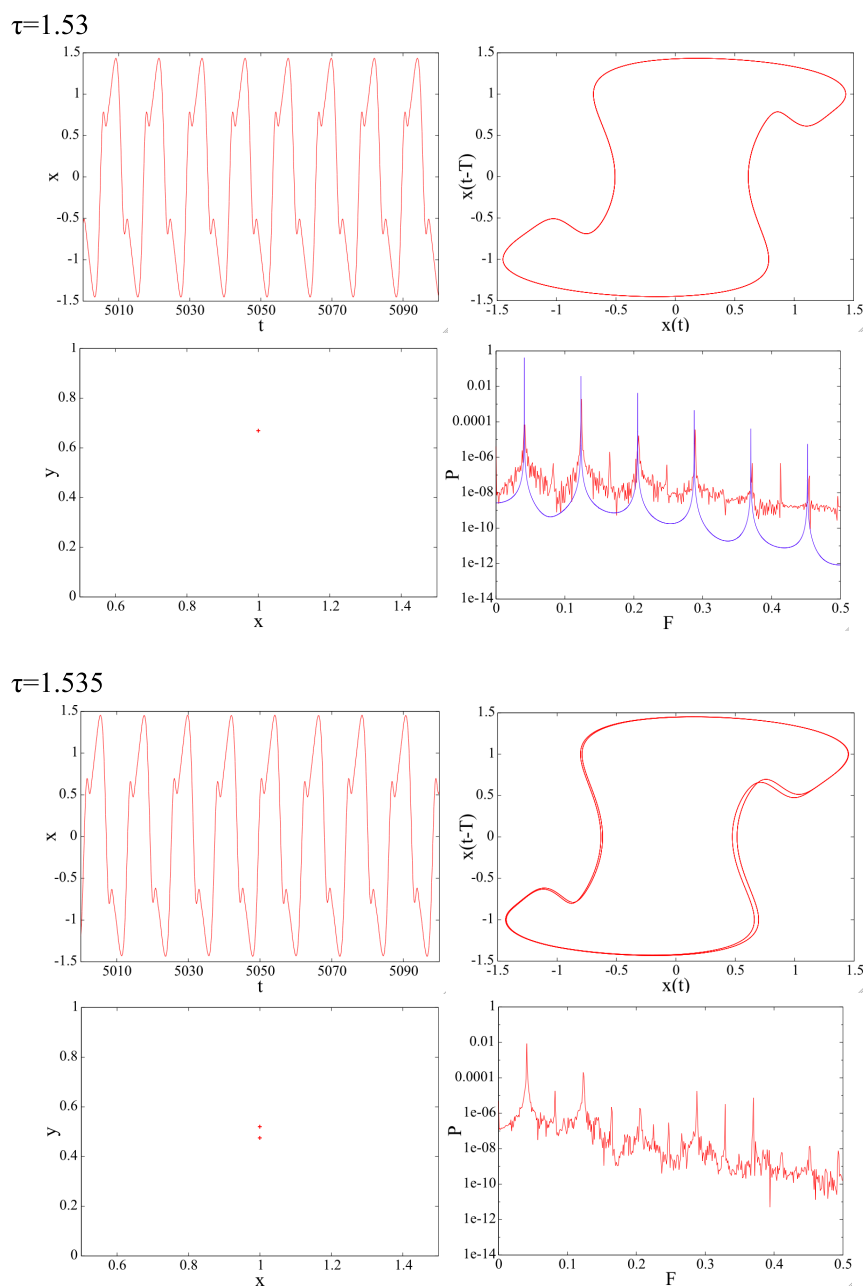 τ=1.53
1.5
1
0.5
0
-0.5
-1
-1.5
x
5010 5030 5050 5070 5090
t
1.5
1
0.5
0
-0.5
-1
-1.5
x(t-T)
-1.5 -1 -0.5 0 0.5 1 1.5
x(t)
1
0.8
0.6
0.4
0.2
0
y
0.6 0.8 1 1.2 1.4
x
1
0.01
0.0001
1e-06
1e-08
1e-10
1e-12
1e-14
P
0 0.1 0.2 0.3 0.4 0.5
F
τ=1.535
1.5
1
0.5
0
-0.5
-1
-1.5
x
5010 5030 5050 5070 5090
t
1.5
1
0.5
0
-0.5
-1
-1.5
x(t-T)
-1.5 -1 -0.5 0 0.5 1 1.5
x(t)
1
0.8
0.6
0.4
0.2
0
y
0.6 0.8 1 1.2 1.4
x
1
0.01
0.0001
1e-06
1e-08
1e-10
1e-12
1e-14
P
0 0.1 0.2 0.3 0.4 0.5
F